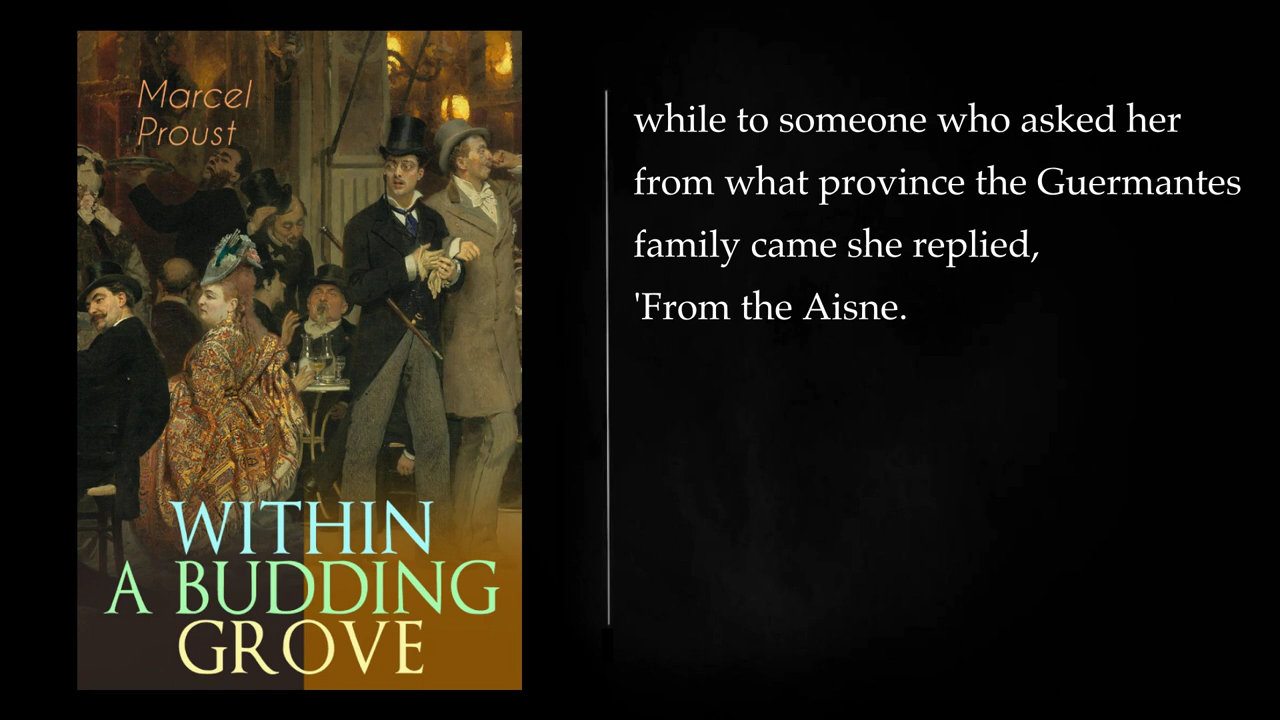 Marcel
Proust
WITHIN
A BUDDING
GROVE
while to someone who asked her
from what province the Guermantes
family came she replied,
'From the Aisne.